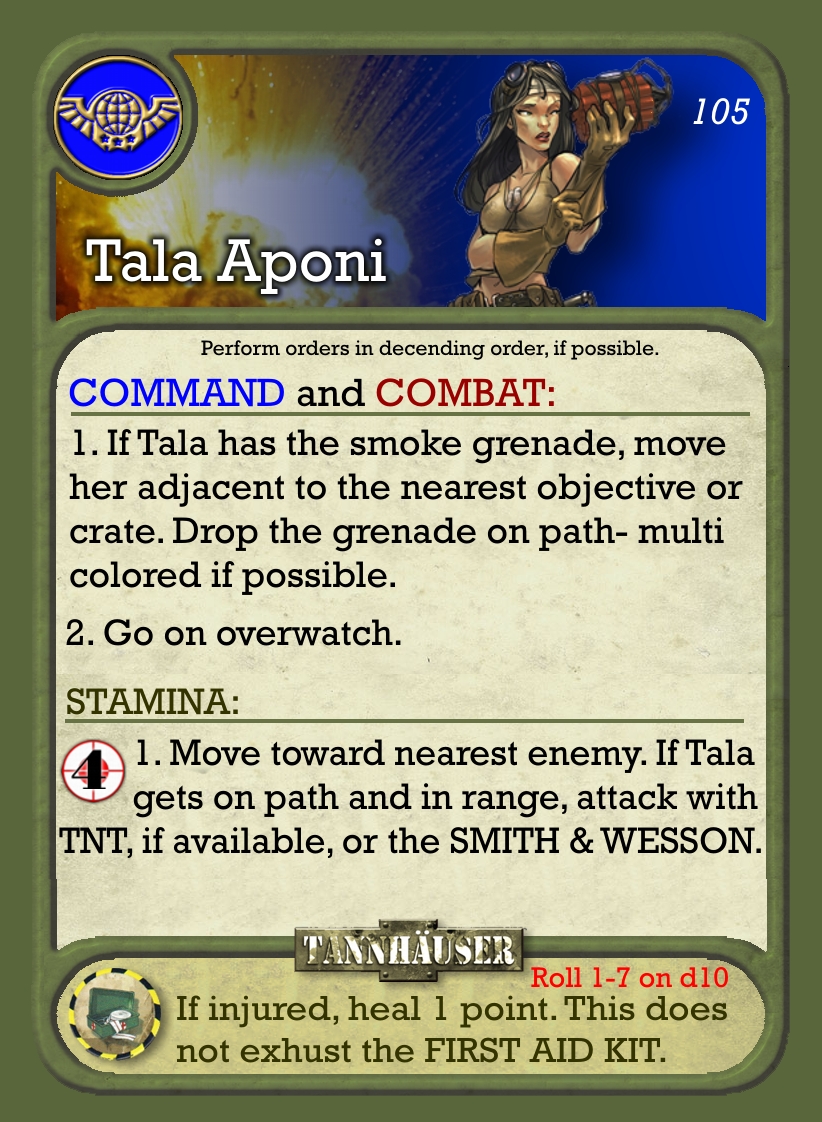 105
Tala Aponi
Perform orders in decending order, if possible.
COMMAND and COMBAT:
1. If Tala has the smoke grenade, move
her adjacent to the nearest objective or
crate. Drop the grenade on path- multi
colored if possible.
2. Go on overwatch.
STAMINA:
4
1. Move toward nearest enemy. If Tala
gets on path and in range, attack with
TNT, if available, or the SMITH & WESSON.
TANNHÄUSER
Roll 1-7 on d10
If injured, heal 1 point. This does
not exhust the FIRST AID KIT.